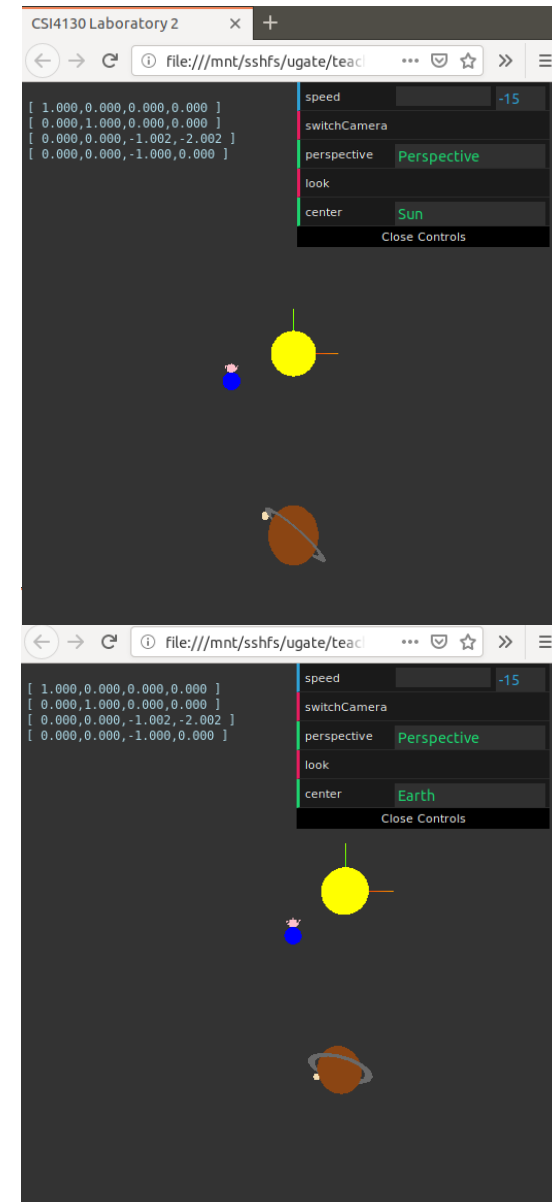 CSI4130 Laboratory 2
file:///mnt/sshfs/ugate/teac
[ 1.000,0.000,0.000,0.000 ]
[ 0.000,1.000,0.000,0.000 ]
[ 0.000,0.000,-1.002,-2.002 ]
[ 0.000,0.000,-1.000,0.000 ]
speed -15
switchCamera
perspective Perspective
look
center Sun
Close Controls
file:///mnt/sshfs/ugate/teac
[ 1.000,0.000,0.000,0.000 ]
[ 0.000,1.000,0.000,0.000 ]
[ 0.000,0.000,-1.002,-2.002 ]
[ 0.000,0.000,-1.000,0.000 ]
speed -15
switchCamera
perspective Perspective
look
center Earth
Close Controls